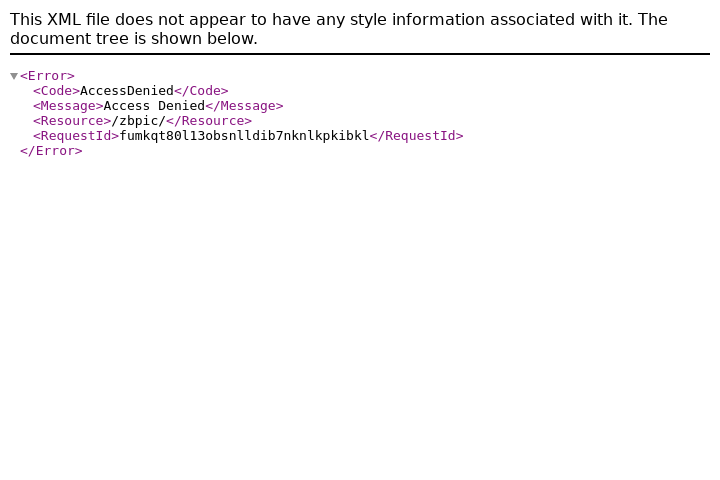 This XML file does not appear to have any style information associated with it. The
document tree is shown below.
<Error>
<Code>AccessDenied</Code>
<Message>Access Denied</Message>
<Resource>/zbpic/</Resource>
<RequestId>fumkqt80l13obsnlldib7nknlkpkibkl</RequestId>
</Error>